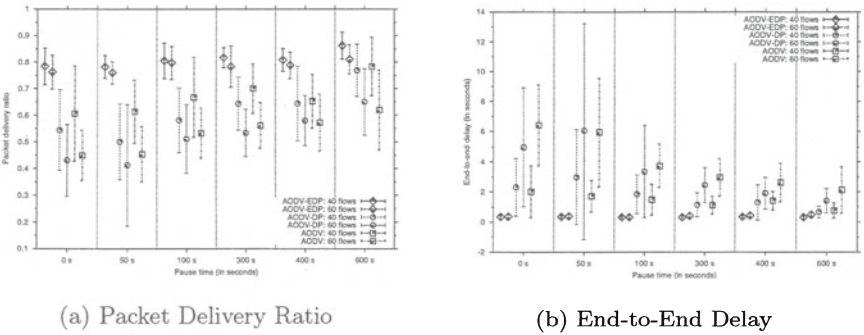 1
0.9
0.8
0.7
0.6
0.5
0.4
0.3
0.2
0.1
Packet delivery ratio
AODV-EDP: 40 flows
AODV-EDP: 60 flows
AODV-DP: 40 flows
AODV-DP: 60 flows
AODV: 40 flows
AODV: 60 flows
0 s 50 s 100 s 300 s 400 s 600 s
Pause time (in seconds)
(a) Packet Delivery Ratio
14
12
10
8
6
4
2
0
-2
End-to-end delay
AODV-EDP: 40 flows
AODV-EDP: 60 flows
AODV-DP: 40 flows
AODV-DP: 60 flows
AODV: 40 flows
AODV: 60 flows
0 s 50 s 100 s 300 s 400 s 600 s
Pause time (in seconds)
(b) End-to-End Delay